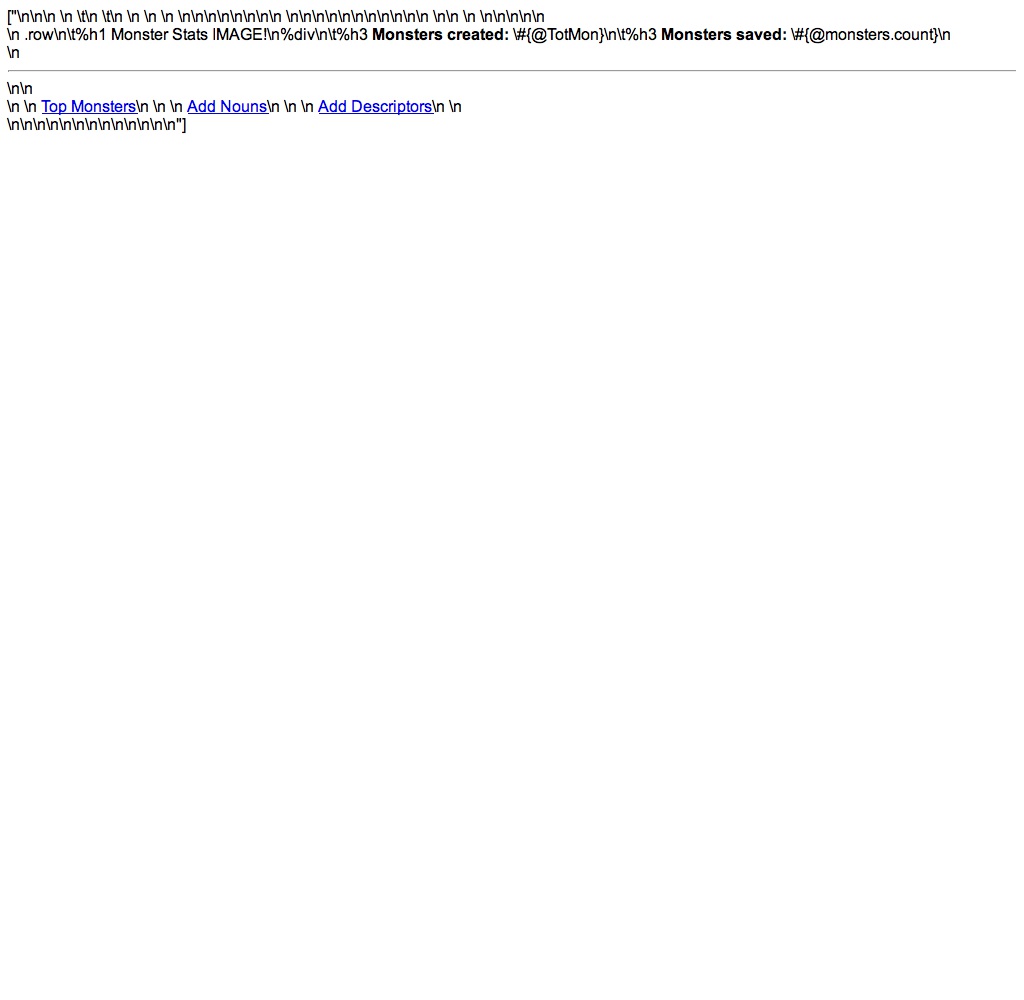 ["\n\n\n \n \t\n \t\n \n \n \n \n\n\n\n\n\n\n\n \n\n\n\n\n\n\n\n\n\n\n \n\n \n \n\n\n\n\n
\n .row\n\t%h1 Monster Stats IMAGE!\n%div\n\t%h3 Monsters created: \#{@TotMon}\n\t%h3 Monsters saved: \#{@monsters.count}\n
\n
\n\n
\n \n Top Monsters\n \n \n Add Nouns\n \n \n Add Descriptors\n \n
\n\n\n\n\n\n\n\n\n\n\n\n\n"]